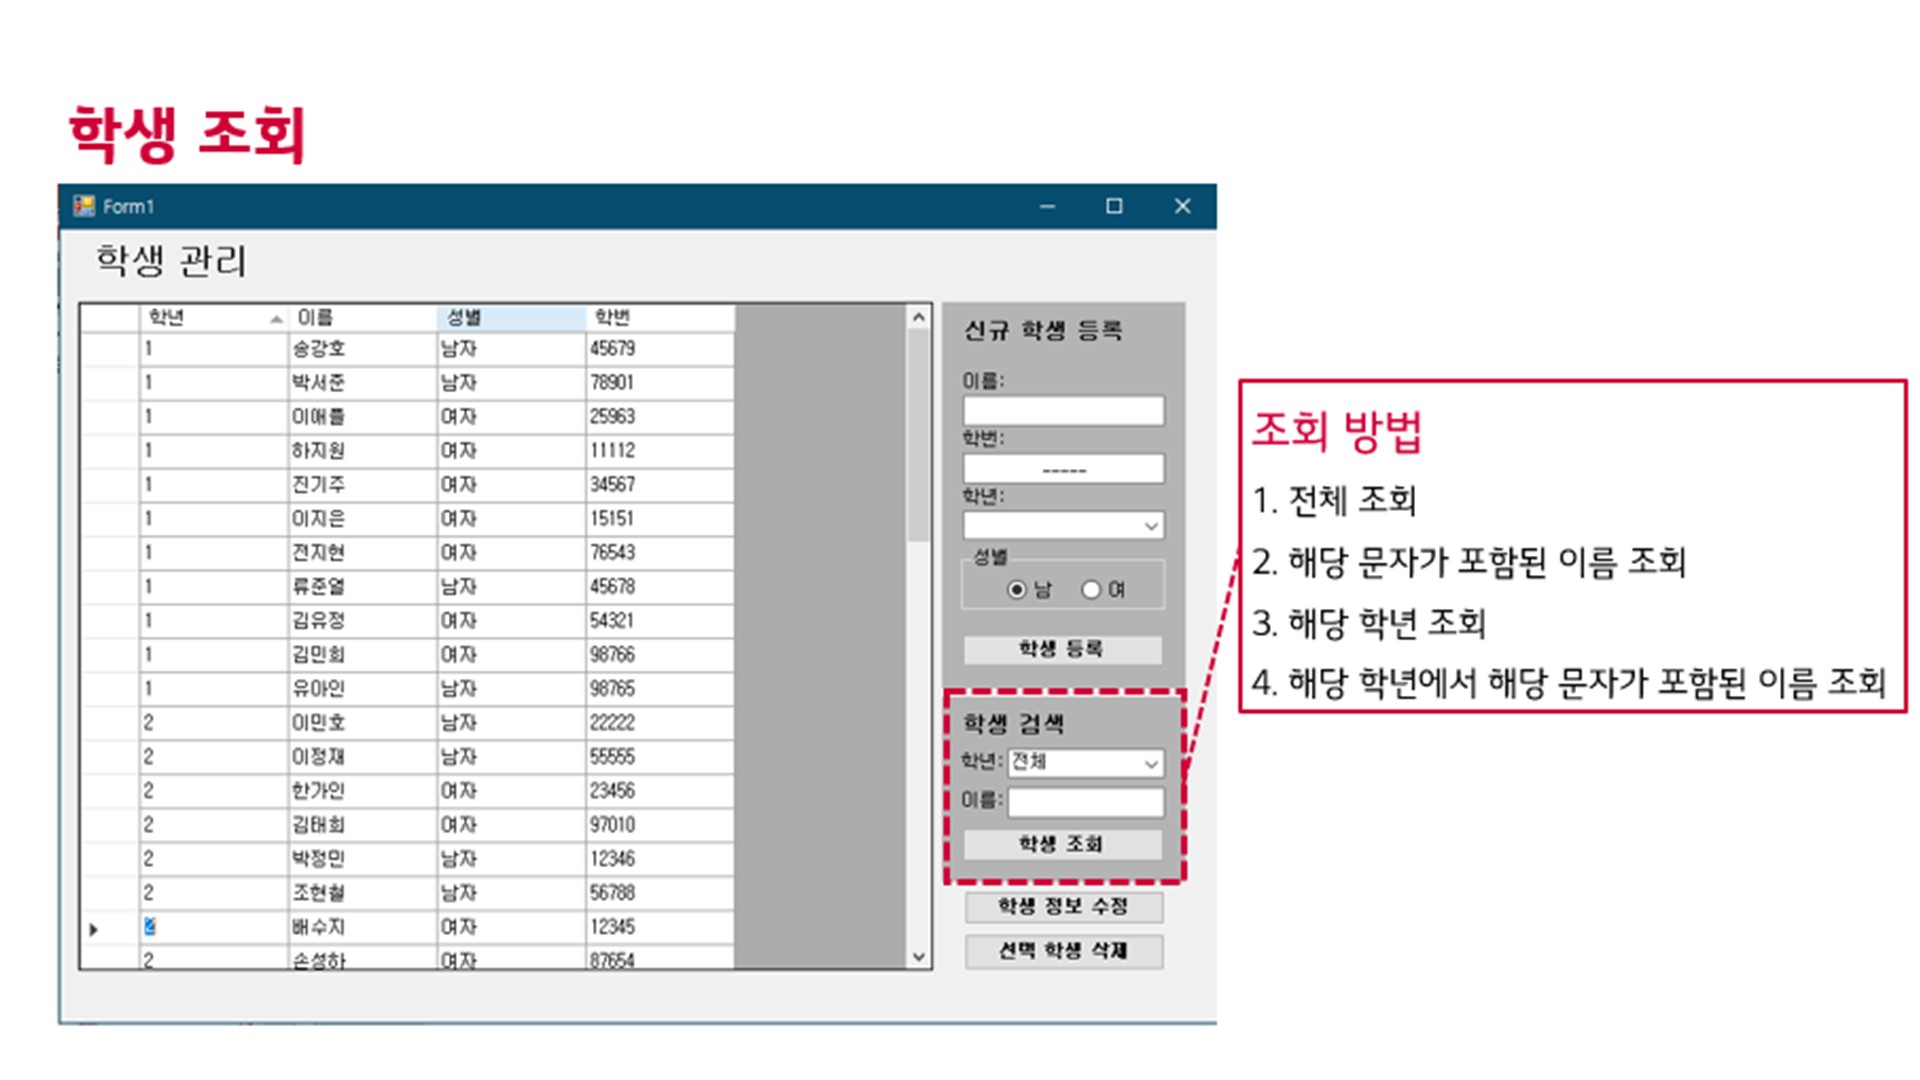 학생 조회
Form1
학생 관리
학년 이름 성별 학번
1 송강호 남자 45679
1 박서준 남자 78901
1 이애플 여자 25963
1 하지원 여자 11112
1 진기주 여자 34567
1 이지은 여자 15151
1 전지현 여자 76543
1 류준열 남자 45678
1 김유정 여자 54321
1 김민희 여자 98766
1 유아인 남자 98765
2 이민호 남자 22222
2 이정재 남자 55555
2 한가인 여자 23456
2 김태희 여자 97010
2 박정민 남자 12346
2 조현철 남자 56788
2 배수지 여자 12345
2 손성하 여자 87654
신규 학생 등록
이름:
학번:
-----
학년:
성별
남 여
학생 등록
학생 검색
학년: 전체
이름:
학생 조회
학생 정보 수정
선택 학생 삭제
조회 방법
1. 전체 조회
2. 해당 문자가 포함된 이름 조회
3. 해당 학년 조회
4. 해당 학년에서 해당 문자가 포함된 이름 조회